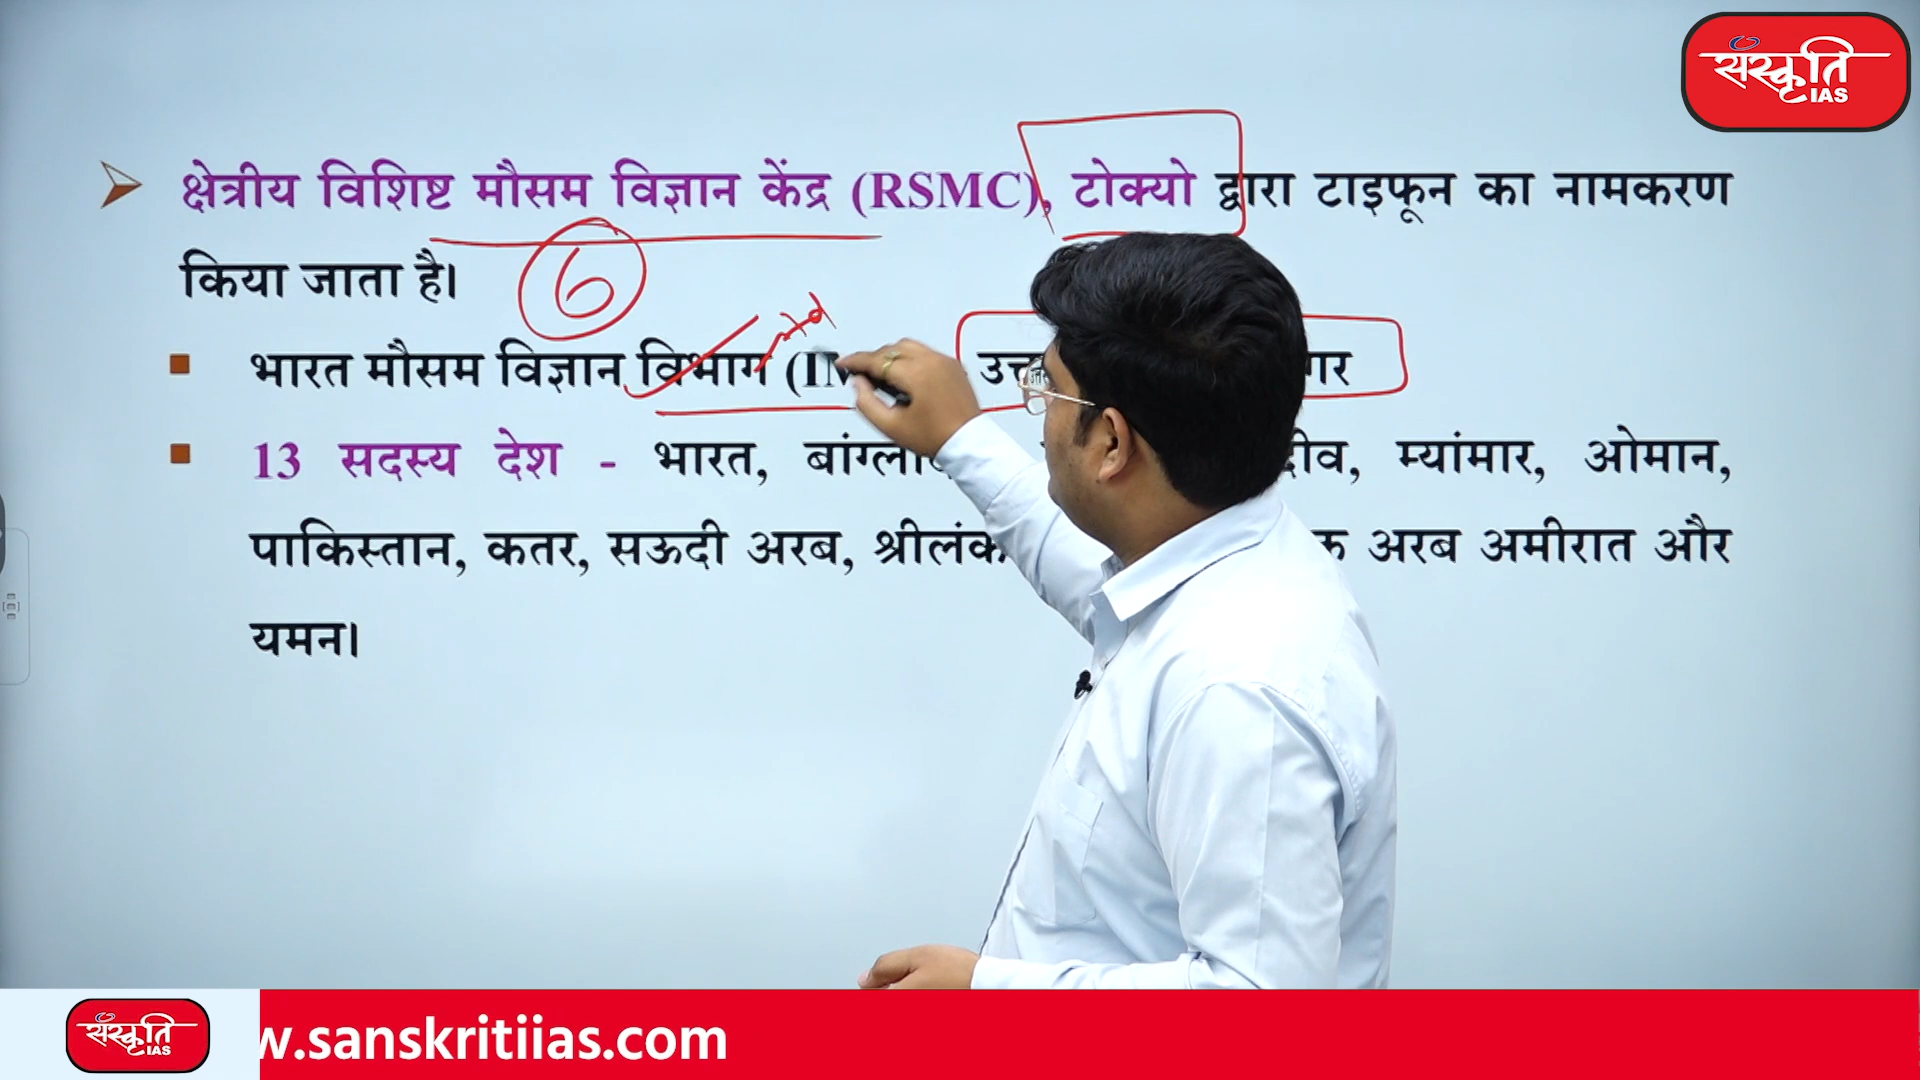 संस्कृति
IAS
क्षेत्रीय विशिष्ट मौसम विज्ञान केंद्र (RSMC), टोक्यो द्वारा टाइफून का नामकरण
किया जाता है।
6
भारत मौसम विज्ञान विभाग
13 सदस्य देश - भारत, म्यांमार, ओमान,
पाकिस्तान, कतर, सऊदी अरब, अरब अमीरात और
यमन।
संस्कृति
IAS
w.sanskritiias.com